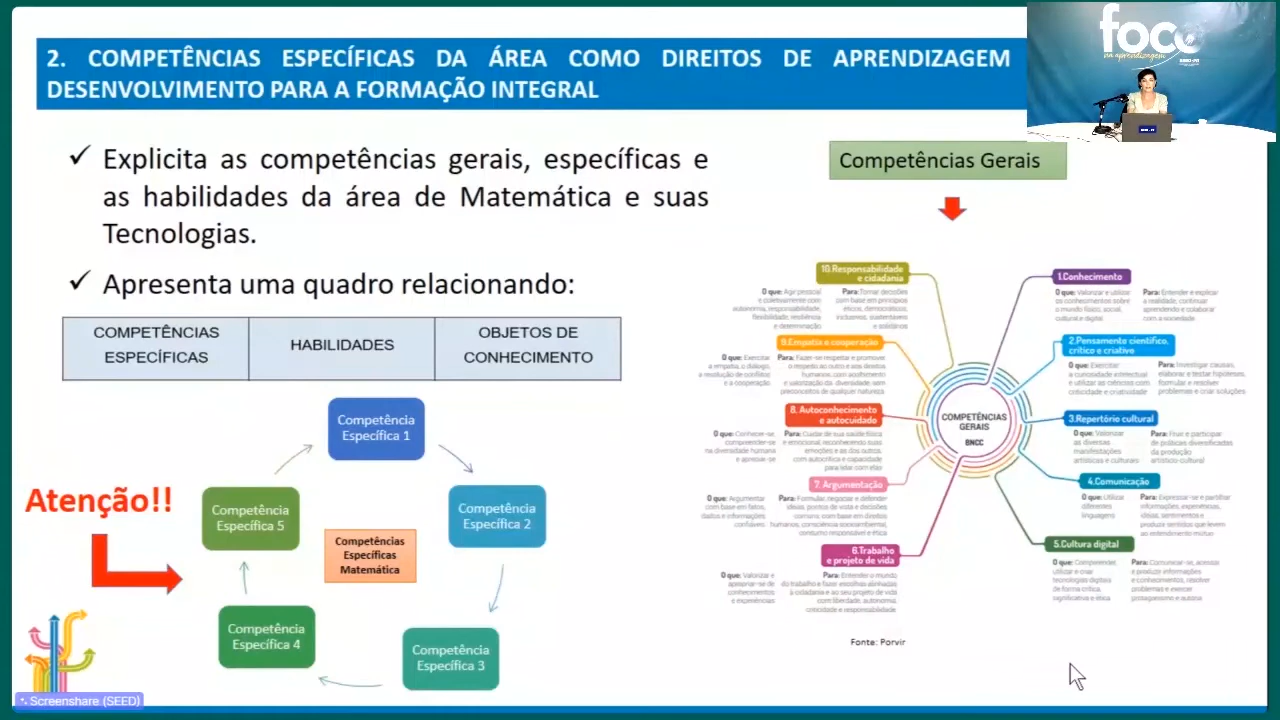 2. COMPETÊNCIAS ESPECÍFICAS DA ÁREA COMO DIREITOS DE APRENDIZAGEM
DESENVOLVIMENTO PARA A FORMAÇÃO INTEGRAL
foco
na aprendizagem
Explicita as competências gerais, específicas e
as habilidades da área de Matemática e suas
Tecnologias.
Apresenta uma quadro relacionando:
COMPETÊNCIAS
ESPECÍFICAS
HABILIDADES
OBJETOS DE
CONHECIMENTO
Competência
Específica 1
Competência
Específica 2
Competência
Específica 3
Competência
Específica 4
Competência
Específica 5
Competências
Específicas
Matemática
Atenção!!
Competências Gerais
COMPETÊNCIAS
GERAIS
BNCC
1.Conhecimento
O que: Valorizar e utilizar
os conhecimentos sobre
o mundo físico, social,
cultural e digital
Para: Entender e explicar
a realidade, continuar
aprendendo e colaborar
com a sociedade
2.Pensamento científico,
crítico e criativo
O que: Exercitar
a curiosidade intelectual
e utilizar as ciências com
criticidade e criatividade
Para: Investigar causas,
elaborar e testar hipóteses,
formular e resolver
problemas e criar soluções
3.Repertório cultural
O que: Valorizar
as diversas
manifestações
artísticas e culturais
Para: Fruir e participar
de práticas diversificadas
da produção
artístico-cultural
4.Comunicação
O que: Utilizar
diferentes
linguagens
Para: Expressar-se e partilhar
informações, experiências,
ideias, sentimentos e
produzir sentidos que levem
ao entendimento mútuo
5.Cultura digital
O que: Compreender,
utilizar e criar
tecnologias digitais
de forma crítica,
significativa e ética
Para: Comunicar-se, acessar
e produzir informações
e conhecimentos, resolver
problemas e exercer
protagonismo e autoria
6.Trabalho
e projeto de vida
O que: Valorizar e
apropriar-se de
conhecimentos
e experiências
Para: Entender o mundo
do trabalho e fazer escolhas alinhadas
à cidadania e ao seu projeto de vida
com liberdade, autonomia,
criticidade e responsabilidade
7. Argumentação
O que: Argumentar
com base em fatos,
dados e informações
confiáveis
Para: Formular, negociar e defender
ideias, pontos de vista e decisões
comuns, com base em direitos
humanos, consciência socioambiental,
consumo responsável e ética
8. Autoconhecimento
e autocuidado
O que: Conhecer-se,
compreender-se
na diversidade humana
e apreciar-se
Para: Cuidar de sua saúde física
e emocional, reconhecendo suas
emoções e as dos outros,
com autocrítica e capacidade
para lidar com elas
9.Empatia e cooperação
O que: Exercitar
a empatia, o diálogo,
a resolução de conflitos
e a cooperação
Para: Fazer-se respeitar e promover
o respeito ao outro e aos direitos
humanos, com acolhimento
e valorização da diversidade, sem
preconceitos de qualquer natureza
10.Responsabilidade
e cidadania
O que: Agir pessoal
e coletivamente com
autonomia, responsabilidade,
flexibilidade, resiliência
e determinação
Para: Tomar decisões
com base em princípios
éticos, democráticos,
inclusivos, sustentáveis
e solidários
Fonte: Porvir
Screenshare (SEED)